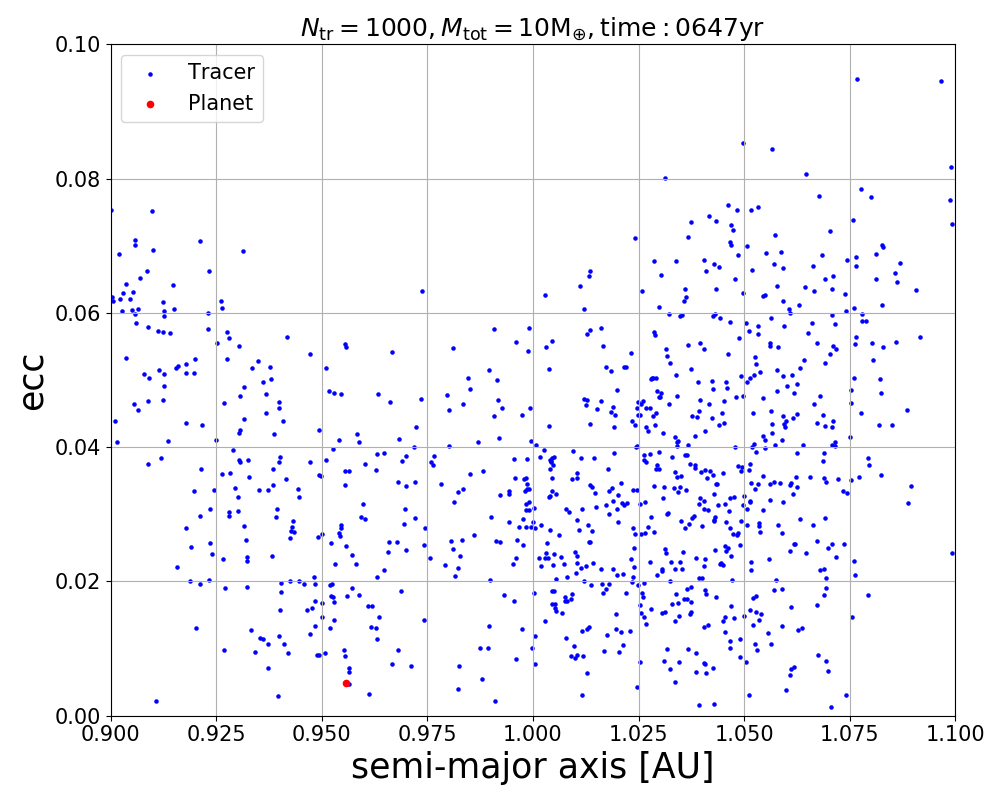 N_tr = 1000, M_tot = 10M_⊕, time : 0647yr
Tracer
Planet
ecc
0.10
0.08
0.06
0.04
0.02
0.00
0.900 0.925 0.950 0.975 1.000 1.025 1.050 1.075 1.100
semi-major axis [AU]